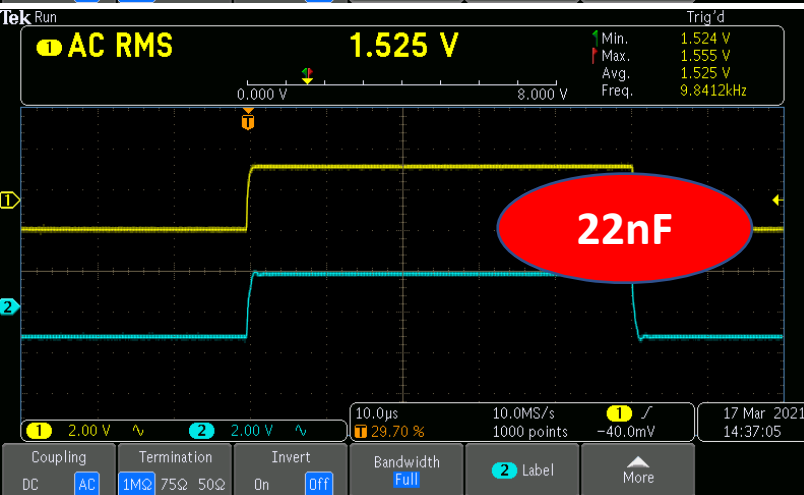 Tek Run Trig'd
1 AC RMS 1.525 V
Min. 1.524 V
Max. 1.555 V
Avg. 1.525 V
Freq. 9.8412kHz
0.000 V 8.000 V
T
1
22nF
2
1 2.00 V 2 2.00 V
10.0µs 10.0MS/s 1
T 29.70 % 1000 points -40.0mV
17 Mar 2021
14:37:05
Coupling Termination Invert Bandwidth 2 Label More
DC AC 1MΩ 75Ω 50Ω On Off Full